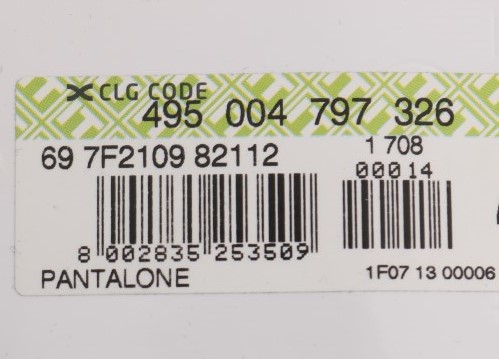 CLG CODE
495 004 797 326
69 7F2109 82112
1 708
00014
8 002835 253509
PANTALONE
1F07 13 00006